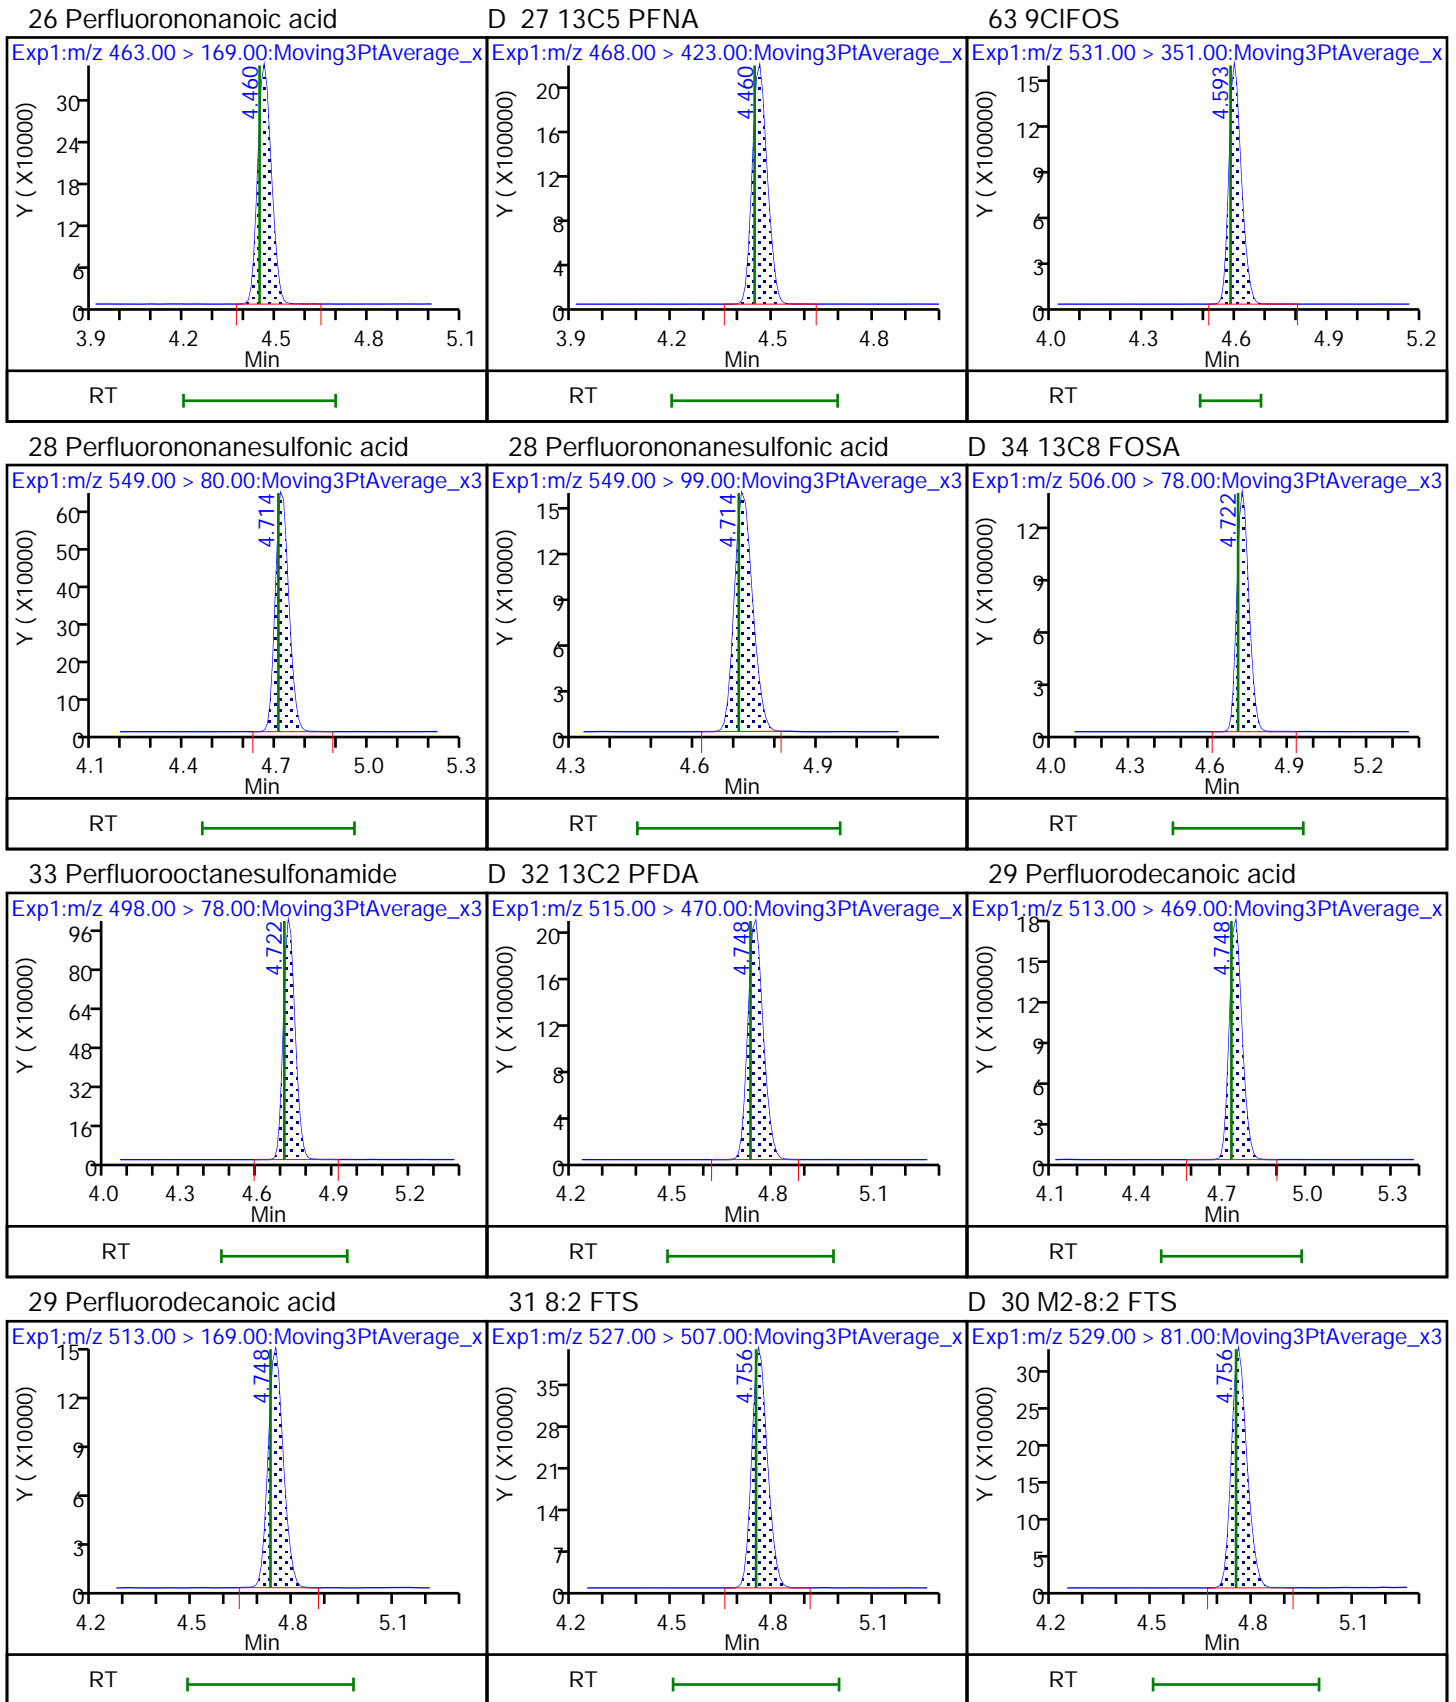 26 Perfluorononanoic acid
D 27 13C5 PFNA
63 9ClFOS
Exp1:m/z 463.00 > 169.00:Moving3PtAverage_x
Exp1:m/z 468.00 > 423.00:Moving3PtAverage_x
Exp1:m/z 531.00 > 351.00:Moving3PtAverage_x
4.460
4.460
4.593
Y ( X10000)
30
24
18
12
6
0
Y ( X100000)
20
16
12
8
4
0
Y ( X100000)
15
12
9
6
3
0
3.9 4.2 4.5 4.8 5.1
3.9 4.2 4.5 4.8
4.0 4.3 4.6 4.9 5.2
Min
Min
Min
RT
RT
RT
28 Perfluorononanesulfonic acid
28 Perfluorononanesulfonic acid
D 34 13C8 FOSA
Exp1:m/z 549.00 > 80.00:Moving3PtAverage_x3
Exp1:m/z 549.00 > 99.00:Moving3PtAverage_x3
Exp1:m/z 506.00 > 78.00:Moving3PtAverage_x3
4.714
4.714
4.722
Y ( X10000)
60
50
40
30
20
10
0
Y ( X10000)
15
12
9
6
3
0
Y ( X100000)
12
9
6
3
0
4.1 4.4 4.7 5.0 5.3
4.3 4.6 4.9
4.0 4.3 4.6 4.9 5.2
Min
Min
Min
RT
RT
RT
33 Perfluorooctanesulfonamide
D 32 13C2 PFDA
29 Perfluorodecanoic acid
Exp1:m/z 498.00 > 78.00:Moving3PtAverage_x3
Exp1:m/z 515.00 > 470.00:Moving3PtAverage_x
Exp1:m/z 513.00 > 469.00:Moving3PtAverage_x
4.722
4.748
4.748
Y ( X10000)
96
80
64
48
32
16
0
Y ( X100000)
20
16
12
8
4
0
Y ( X100000)
18
15
12
9
6
3
0
4.0 4.3 4.6 4.9 5.2
4.2 4.5 4.8 5.1
4.1 4.4 4.7 5.0 5.3
Min
Min
Min
RT
RT
RT
29 Perfluorodecanoic acid
31 8:2 FTS
D 30 M2-8:2 FTS
Exp1:m/z 513.00 > 169.00:Moving3PtAverage_x
Exp1:m/z 527.00 > 507.00:Moving3PtAverage_x
Exp1:m/z 529.00 > 81.00:Moving3PtAverage_x3
4.748
4.756
4.756
Y ( X10000)
15
12
9
6
3
0
Y ( X10000)
35
28
21
14
7
0
Y ( X10000)
30
25
20
15
10
5
0
4.2 4.5 4.8 5.1
4.2 4.5 4.8 5.1
4.2 4.5 4.8 5.1
Min
Min
Min
RT
RT
RT